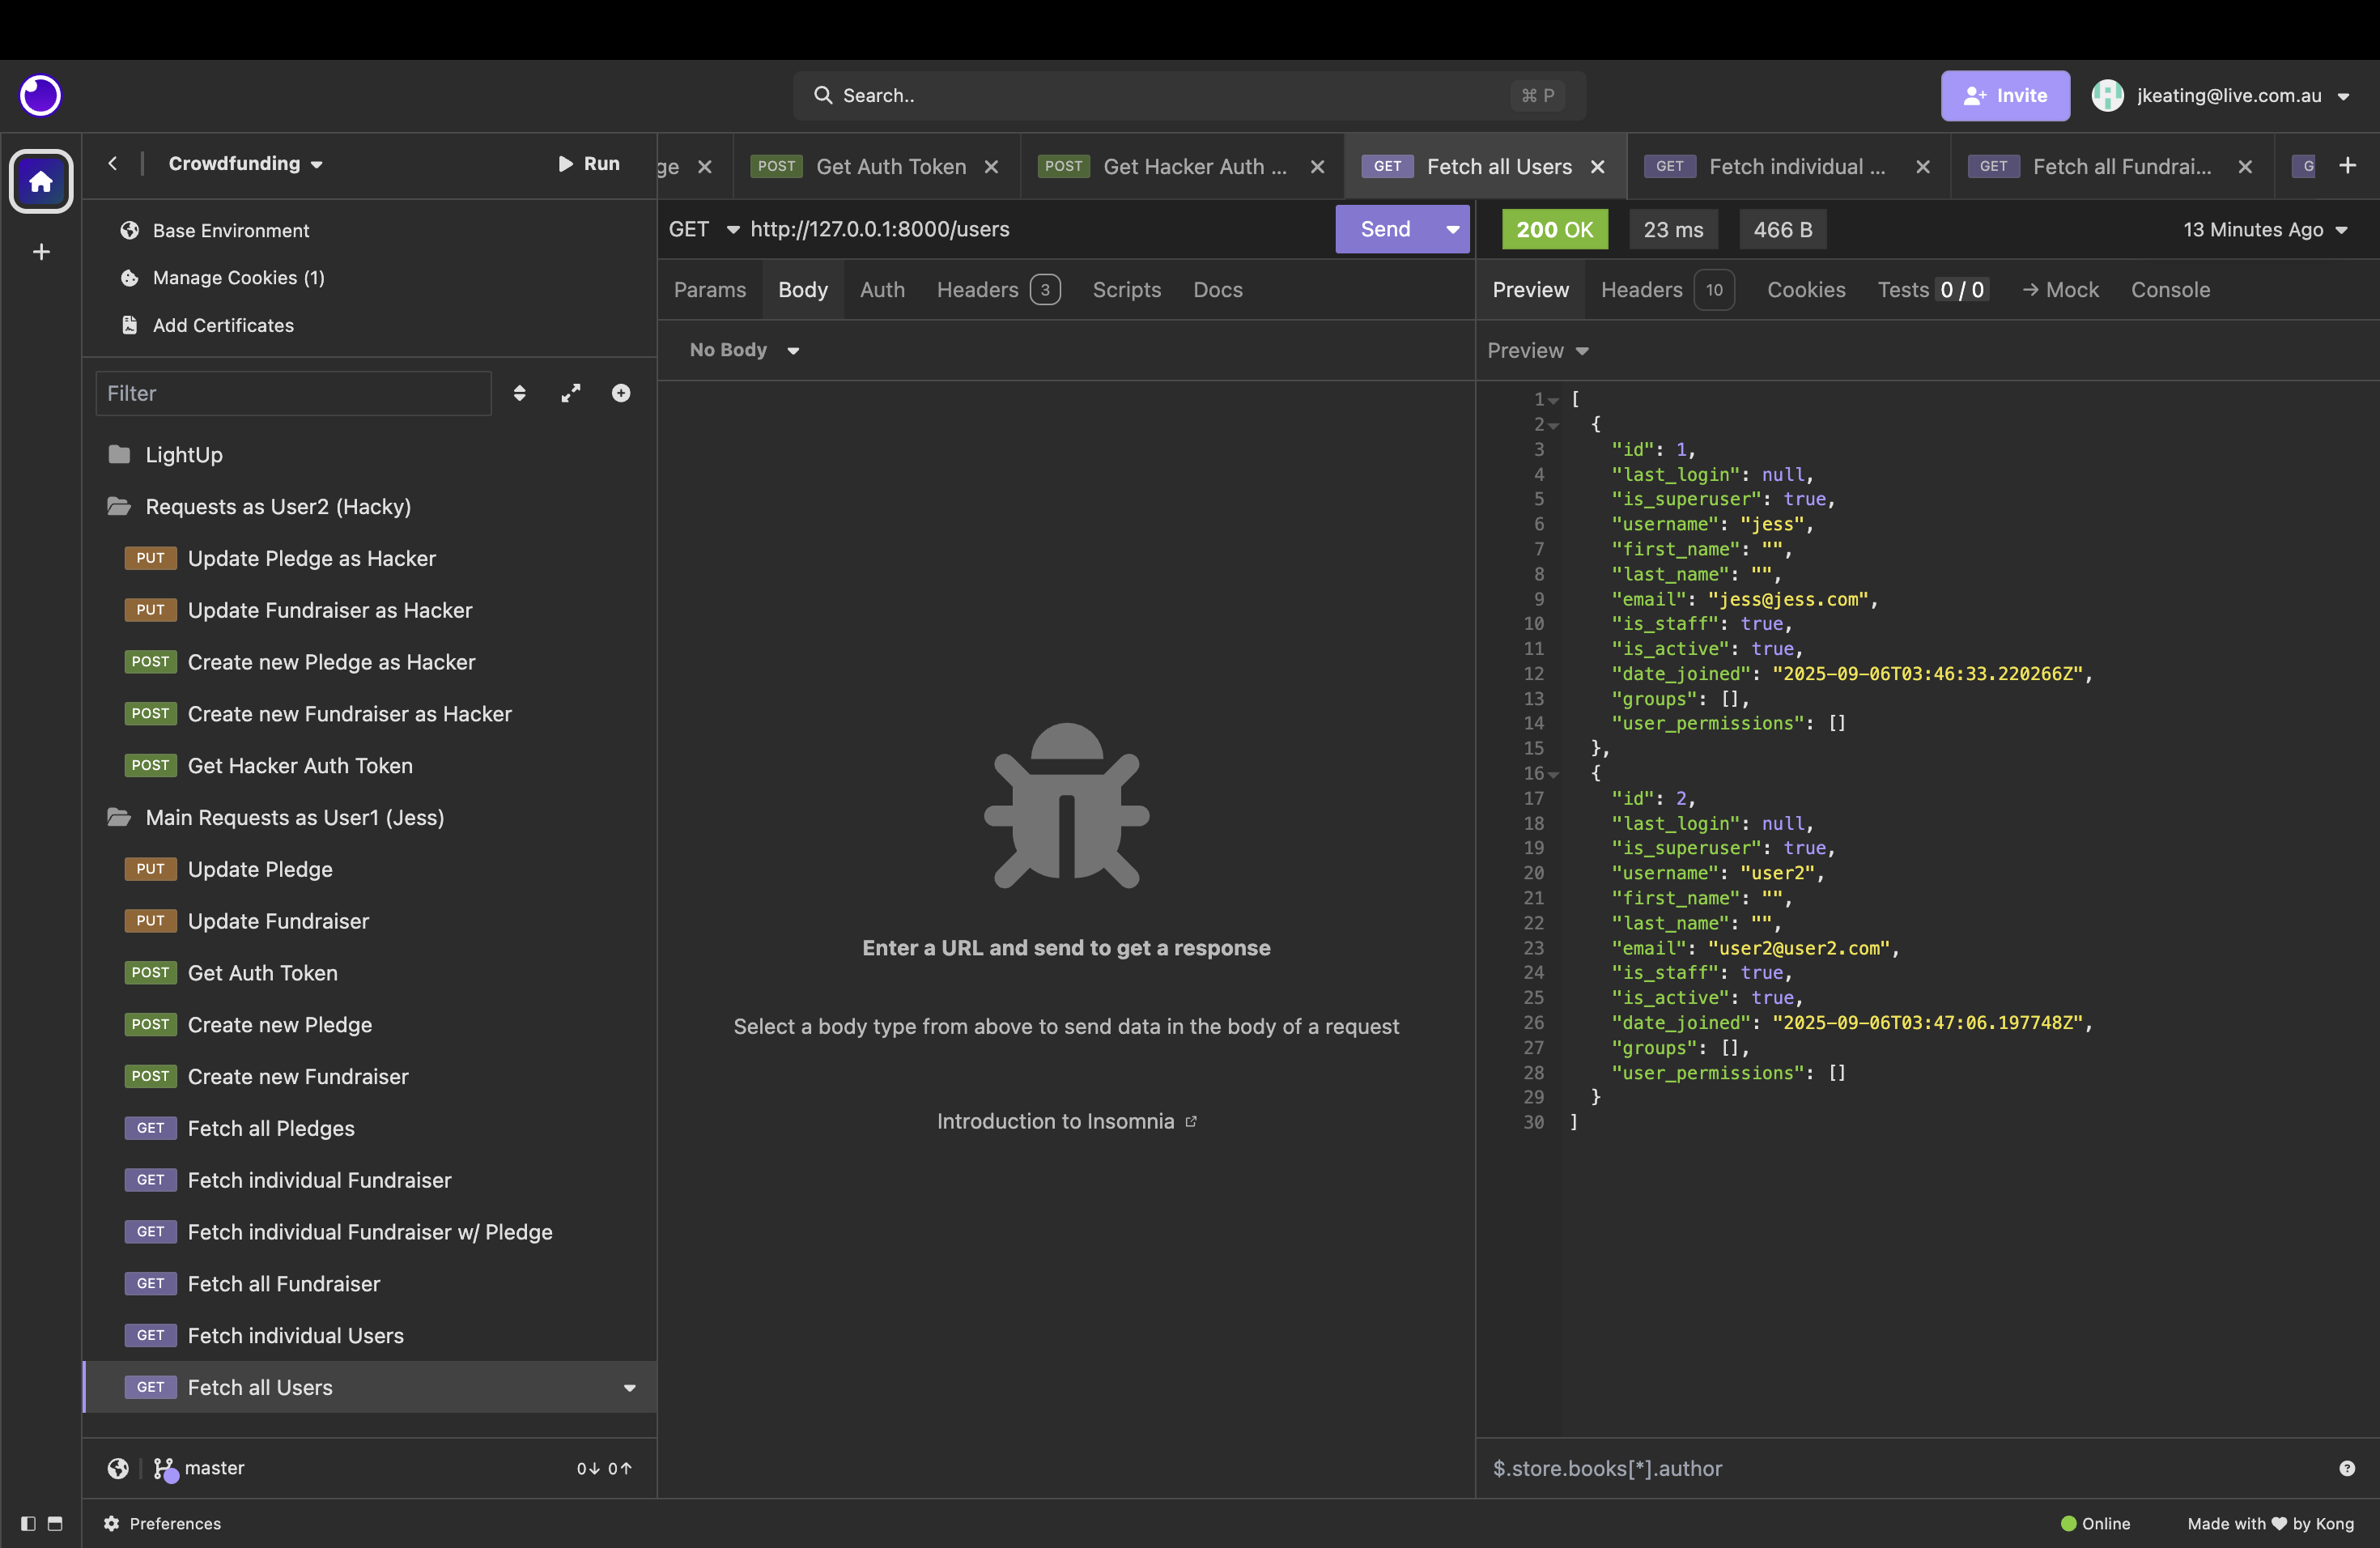 Search..
⌘ P
Invite
jkeating@live.com.au
Crowdfunding
Run
ge
POST Get Auth Token
POST Get Hacker Auth ...
GET Fetch all Users
GET Fetch individual ...
GET Fetch all Fundrai...
G
Base Environment
Manage Cookies (1)
Add Certificates
Filter
LightUp
Requests as User2 (Hacky)
PUT Update Pledge as Hacker
PUT Update Fundraiser as Hacker
POST Create new Pledge as Hacker
POST Create new Fundraiser as Hacker
POST Get Hacker Auth Token
Main Requests as User1 (Jess)
PUT Update Pledge
PUT Update Fundraiser
POST Get Auth Token
POST Create new Pledge
POST Create new Fundraiser
GET Fetch all Pledges
GET Fetch individual Fundraiser
GET Fetch individual Fundraiser w/ Pledge
GET Fetch all Fundraiser
GET Fetch individual Users
GET Fetch all Users
master
0↓ 0↑
GET http://127.0.0.1:8000/users
Send
Params Body Auth Headers 3 Scripts Docs
No Body
Enter a URL and send to get a response
Select a body type from above to send data in the body of a request
Introduction to Insomnia
200 OK 23 ms 466 B
13 Minutes Ago
Preview Headers 10 Cookies Tests 0 / 0 → Mock Console
Preview
1 [
2 {
3 "id": 1,
4 "last_login": null,
5 "is_superuser": true,
6 "username": "jess",
7 "first_name": "",
8 "last_name": "",
9 "email": "jess@jess.com",
10 "is_staff": true,
11 "is_active": true,
12 "date_joined": "2025-09-06T03:46:33.220266Z",
13 "groups": [],
14 "user_permissions": []
15 },
16 {
17 "id": 2,
18 "last_login": null,
19 "is_superuser": true,
20 "username": "user2",
21 "first_name": "",
22 "last_name": "",
23 "email": "user2@user2.com",
24 "is_staff": true,
25 "is_active": true,
26 "date_joined": "2025-09-06T03:47:06.197748Z",
27 "groups": [],
28 "user_permissions": []
29 }
30 ]
$.store.books[*].author
Preferences
Online
Made with ♥ by Kong